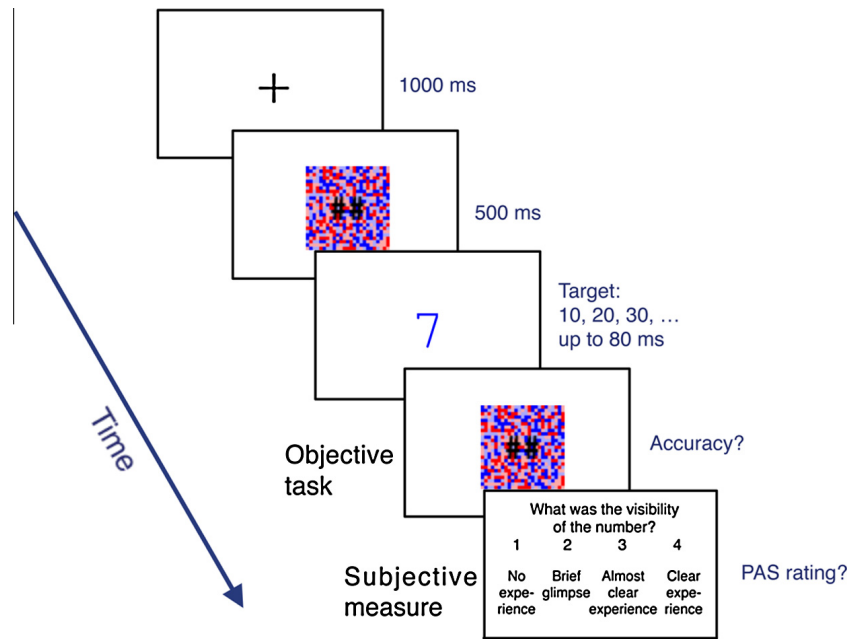 +
1000 ms
##
500 ms
7
Target:
10, 20, 30, ...
up to 80 ms
Time
Objective
task
##
Accuracy?
Subjective
measure
What was the visibility
of the number?
1 2 3 4
No Brief Almost Clear
expe- glimpse clear expe-
rience experience rience
PAS rating?